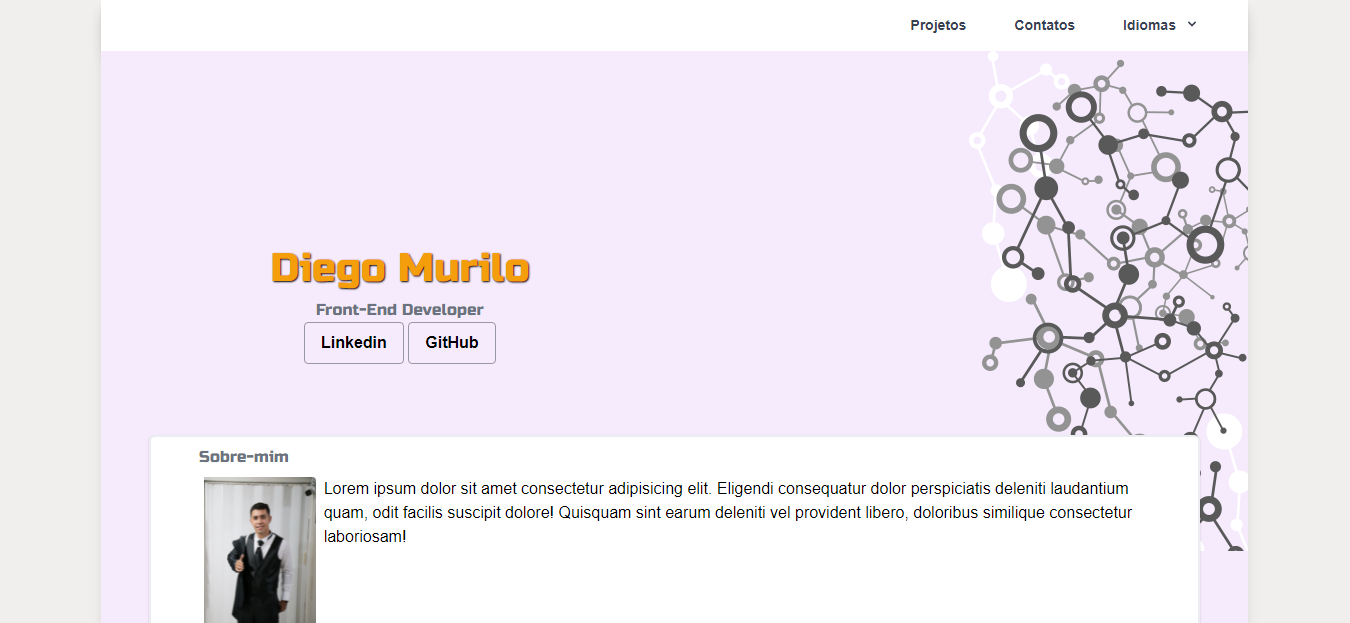 Projetos Contatos Idiomas
Diego Murilo
Front-End Developer
Linkedin GitHub
Sobre-mim
Lorem ipsum dolor sit amet consectetur adipisicing elit. Eligendi consequatur dolor perspiciatis deleniti laudantium
quam, odit facilis suscipit dolore! Quisquam sint earum deleniti vel provident libero, doloribus similique consectetur
laboriosam!